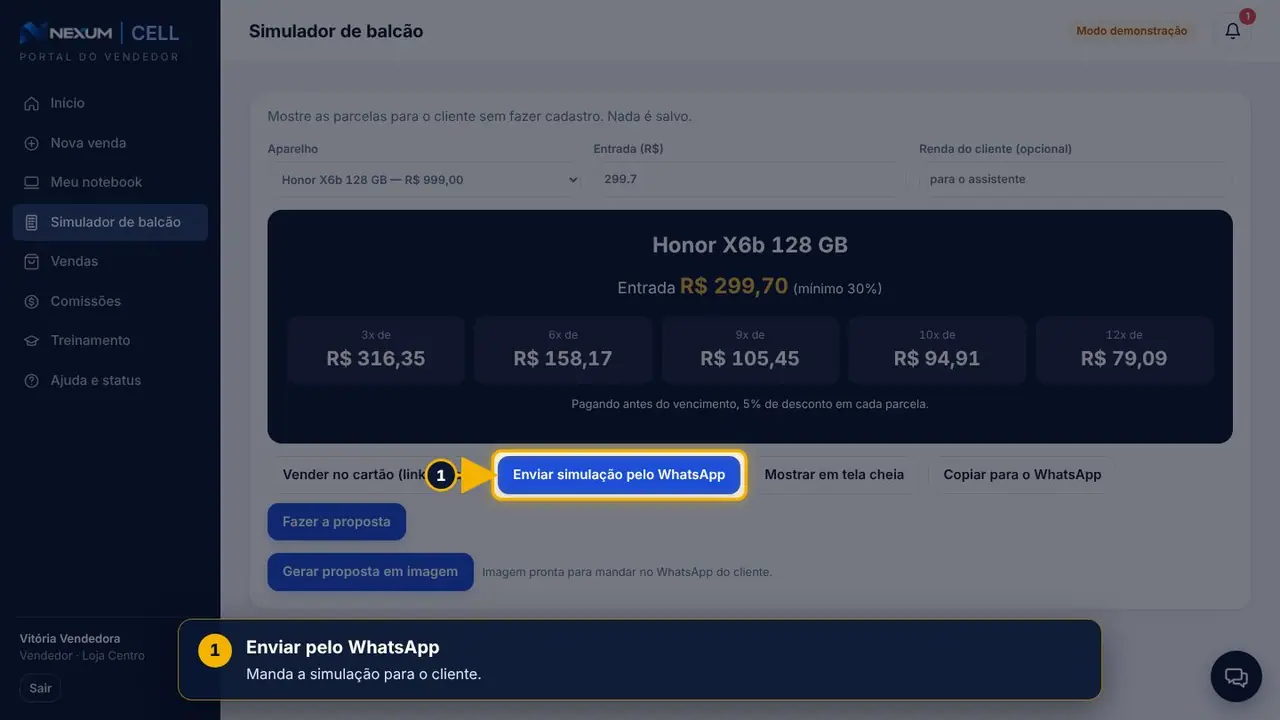 NEXUM | CELL
PORTAL DO VENDEDOR
Início
Nova venda
Meu notebook
Simulador de balcão
Vendas
Comissões
Treinamento
Ajuda e status
Vitória Vendedora
Vendedor · Loja Centro
Sair
Simulador de balcão
Modo demonstração
1
Mostre as parcelas para o cliente sem fazer cadastro. Nada é salvo.
Aparelho
Entrada (R$)
Renda do cliente (opcional)
Honor X6b 128 GB — R$ 999,00
299.7
para o assistente
Honor X6b 128 GB
Entrada R$ 299,70 (mínimo 30%)
3x de
R$ 316,35
6x de
R$ 158,17
9x de
R$ 105,45
10x de
R$ 94,91
12x de
R$ 79,09
Pagando antes do vencimento, 5% de desconto em cada parcela.
Vender no cartão (link
1
Enviar simulação pelo WhatsApp
Mostrar em tela cheia
Copiar para o WhatsApp
Fazer a proposta
Gerar proposta em imagem
Imagem pronta para mandar no WhatsApp do cliente.
1
Enviar pelo WhatsApp
Manda a simulação para o cliente.